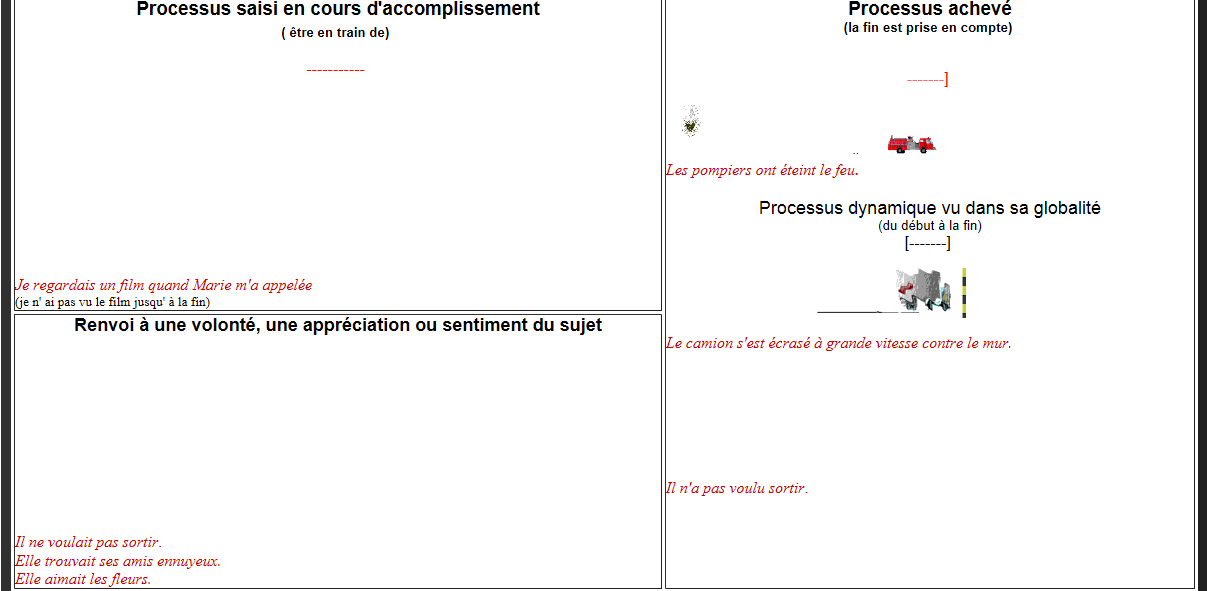 Processus saisi en cours d'accomplissement
( être en train de)
-----------
Je regardais un film quand Marie m'a appelée
(je n' ai pas vu le film jusqu' à la fin)
Renvoi à une volonté, une appréciation ou sentiment du sujet
Il ne voulait pas sortir.
Elle trouvait ses amis ennuyeux.
Elle aimait les fleurs.
Processus achevé
(la fin est prise en compte)
-------]
Les pompiers ont éteint le feu.
Processus dynamique vu dans sa globalité
(du début à la fin)
[-------]
Le camion s'est écrasé à grande vitesse contre le mur.
Il n'a pas voulu sortir.